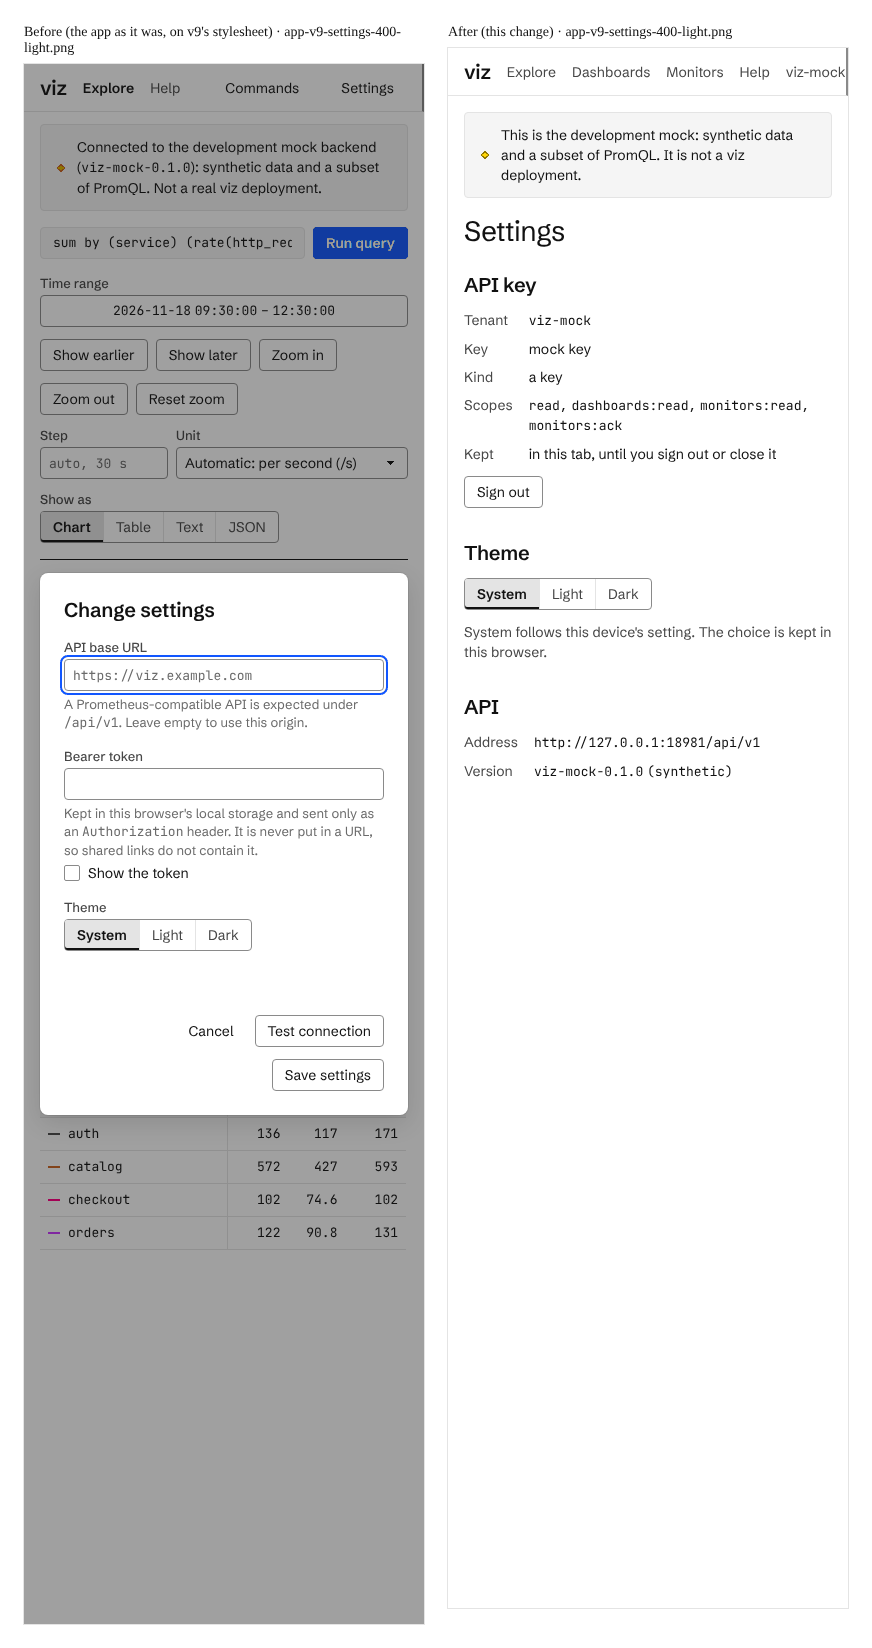 Before (the app as it was, on v9's stylesheet) · app-v9-settings-400-
light.png
viz Explore Help Commands Settings
Connected to the development mock backend
(viz-mock-0.1.0): synthetic data and a subset
of PromQL. Not a real viz deployment.
sum by (service) (rate(http_rec
Run query
Time range
2026-11-18 09:30:00 – 12:30:00
Show earlier Show later Zoom in
Zoom out Reset zoom
Step Unit
auto, 30 s Automatic: per second (/s)
Show as
Chart Table Text JSON
Change settings
API base URL
https://viz.example.com
A Prometheus-compatible API is expected under
/api/v1. Leave empty to use this origin.
Bearer token
Kept in this browser's local storage and sent only as
an Authorization header. It is never put in a URL,
so shared links do not contain it.
Show the token
Theme
System Light Dark
Cancel Test connection
Save settings
auth 136 117 171
catalog 572 427 593
checkout 102 74.6 102
orders 122 90.8 131
After (this change) · app-v9-settings-400-light.png
viz Explore Dashboards Monitors Help viz-mock
This is the development mock: synthetic data
and a subset of PromQL. It is not a viz
deployment.
Settings
API key
Tenant viz-mock
Key mock key
Kind a key
Scopes read, dashboards:read, monitors:read,
monitors:ack
Kept in this tab, until you sign out or close it
Sign out
Theme
System Light Dark
System follows this device's setting. The choice is kept in
this browser.
API
Address http://127.0.0.1:18981/api/v1
Version viz-mock-0.1.0 (synthetic)